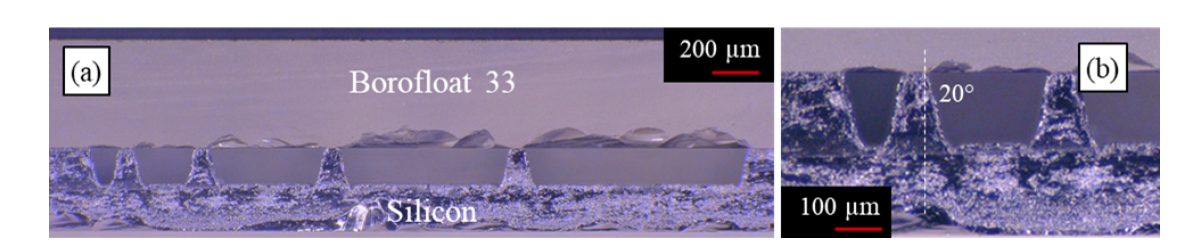 (a)
Borofloat 33
200 μm
Silicon
(b)
20°
100 μm